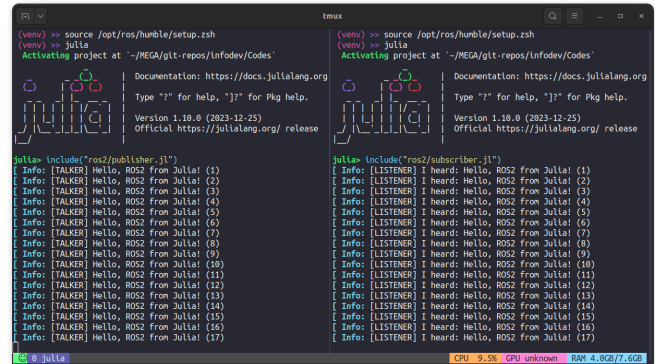 tmux
(venv) >> source /opt/ros/humble/setup.zsh
(venv) >> julia
Activating project at `~/MEGA/git-repos/infodev/Codes`
Documentation: https://docs.julialang.org
Type "?" for help, "]?" for Pkg help.
Version 1.10.0 (2023-12-25)
Official https://julialang.org/ release
julia> include("ros2/publisher.jl")
[ Info: [TALKER] Hello, ROS2 from Julia! (1)
[ Info: [TALKER] Hello, ROS2 from Julia! (2)
[ Info: [TALKER] Hello, ROS2 from Julia! (3)
[ Info: [TALKER] Hello, ROS2 from Julia! (4)
[ Info: [TALKER] Hello, ROS2 from Julia! (5)
[ Info: [TALKER] Hello, ROS2 from Julia! (6)
[ Info: [TALKER] Hello, ROS2 from Julia! (7)
[ Info: [TALKER] Hello, ROS2 from Julia! (8)
[ Info: [TALKER] Hello, ROS2 from Julia! (9)
[ Info: [TALKER] Hello, ROS2 from Julia! (10)
[ Info: [TALKER] Hello, ROS2 from Julia! (11)
[ Info: [TALKER] Hello, ROS2 from Julia! (12)
[ Info: [TALKER] Hello, ROS2 from Julia! (13)
[ Info: [TALKER] Hello, ROS2 from Julia! (14)
[ Info: [TALKER] Hello, ROS2 from Julia! (15)
[ Info: [TALKER] Hello, ROS2 from Julia! (16)
[ Info: [TALKER] Hello, ROS2 from Julia! (17)
(venv) >> source /opt/ros/humble/setup.zsh
(venv) >> julia
Activating project at `~/MEGA/git-repos/infodev/Codes`
Documentation: https://docs.julialang.org
Type "?" for help, "]?" for Pkg help.
Version 1.10.0 (2023-12-25)
Official https://julialang.org/ release
julia> include("ros2/subscriber.jl")
[ Info: [LISTENER] I heard: Hello, ROS2 from Julia! (1)
[ Info: [LISTENER] I heard: Hello, ROS2 from Julia! (2)
[ Info: [LISTENER] I heard: Hello, ROS2 from Julia! (3)
[ Info: [LISTENER] I heard: Hello, ROS2 from Julia! (4)
[ Info: [LISTENER] I heard: Hello, ROS2 from Julia! (5)
[ Info: [LISTENER] I heard: Hello, ROS2 from Julia! (6)
[ Info: [LISTENER] I heard: Hello, ROS2 from Julia! (7)
[ Info: [LISTENER] I heard: Hello, ROS2 from Julia! (8)
[ Info: [LISTENER] I heard: Hello, ROS2 from Julia! (9)
[ Info: [LISTENER] I heard: Hello, ROS2 from Julia! (10)
[ Info: [LISTENER] I heard: Hello, ROS2 from Julia! (11)
[ Info: [LISTENER] I heard: Hello, ROS2 from Julia! (12)
[ Info: [LISTENER] I heard: Hello, ROS2 from Julia! (13)
[ Info: [LISTENER] I heard: Hello, ROS2 from Julia! (14)
[ Info: [LISTENER] I heard: Hello, ROS2 from Julia! (15)
[ Info: [LISTENER] I heard: Hello, ROS2 from Julia! (16)
[ Info: [LISTENER] I heard: Hello, ROS2 from Julia! (17)
0 julia
CPU 9.5% GPU unknown RAM 4.0GB/7.6GB